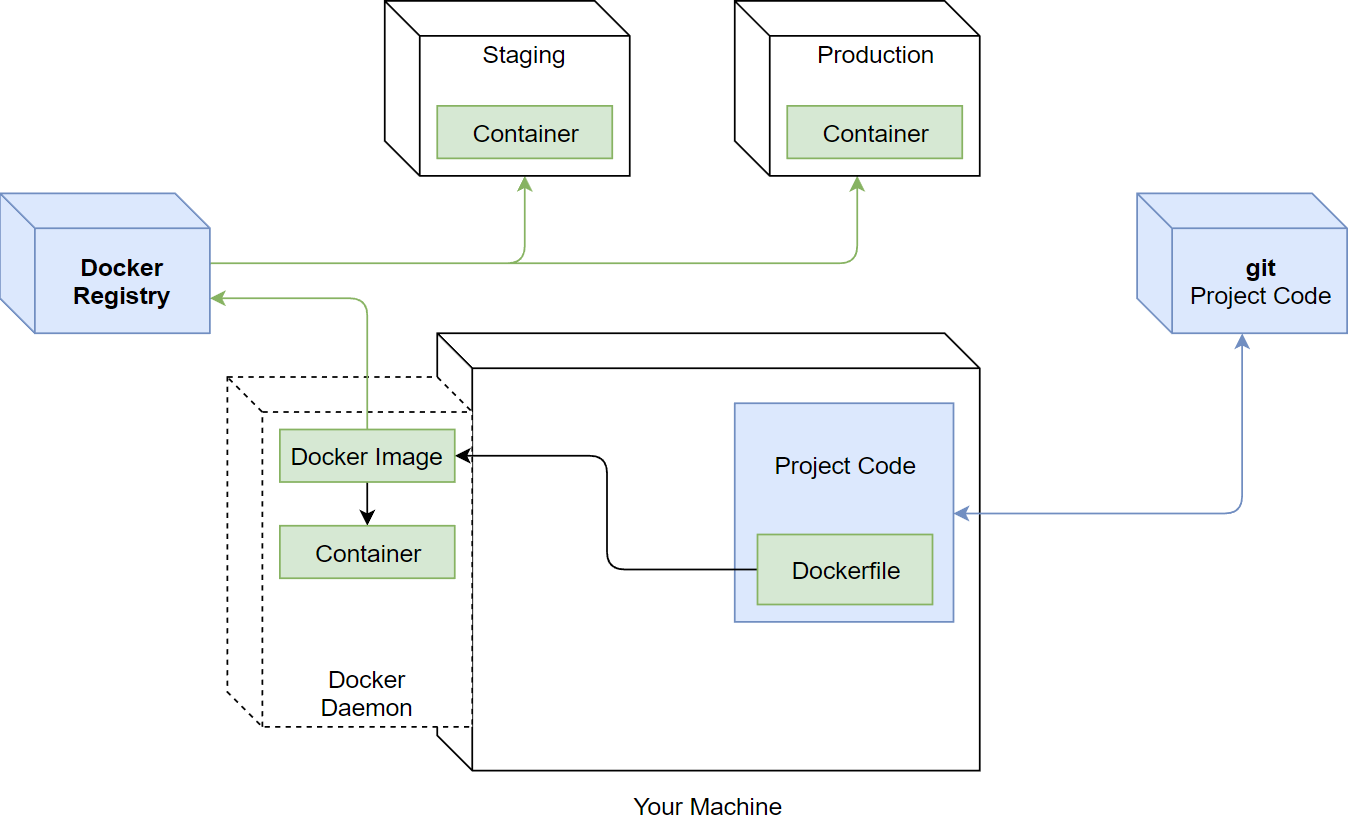 Staging
Production
Container
Container
Docker
Registry
git
Project Code
Docker Image
Project Code
Container
Dockerfile
Docker
Daemon
Your Machine